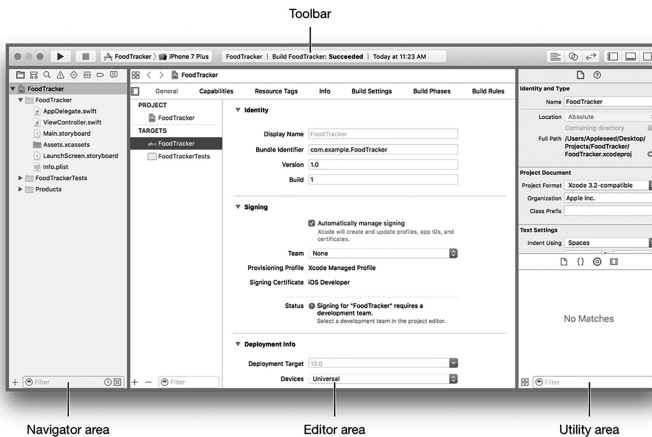 Toolbar
FoodTracker
iPhone 7 Plus
FoodTracker | Build FoodTracker: Succeeded | Today at 11:23 AM
FoodTracker
FoodTracker
AppDelegate.swift
ViewController.swift
Main.storyboard
Assets.xcassets
LaunchScreen.storyboard
Info.plist
FoodTrackerTests
Products
Filter
FoodTracker
General
Capabilities
Resource Tags
Info
Build Settings
Build Phases
Build Rules
PROJECT
FoodTracker
TARGETS
FoodTracker
FoodTrackerTests
Filter
Identity
Display Name FoodTracker
Bundle Identifier com.example.FoodTracker
Version 1.0
Build 1
Signing
Automatically manage signing
Xcode will create and update profiles, app IDs, and
certificates.
Team None
Provisioning Profile Xcode Managed Profile
Signing Certificate iOS Developer
Status Signing for "FoodTracker" requires a
development team.
Select a development team in the project editor.
Deployment Info
Deployment Target 10.0
Devices Universal
Identity and Type
Name FoodTracker
Location Absolute
Containing directory
Full Path /Users/Appleseed/Desktop/
Projects/FoodTracker/
FoodTracker.xcodeproj
Project Document
Project Format Xcode 3.2-compatible
Organization Apple Inc.
Class Prefix
Text Settings
Indent Using Spaces
No Matches
Filter
Navigator area
Editor area
Utility area